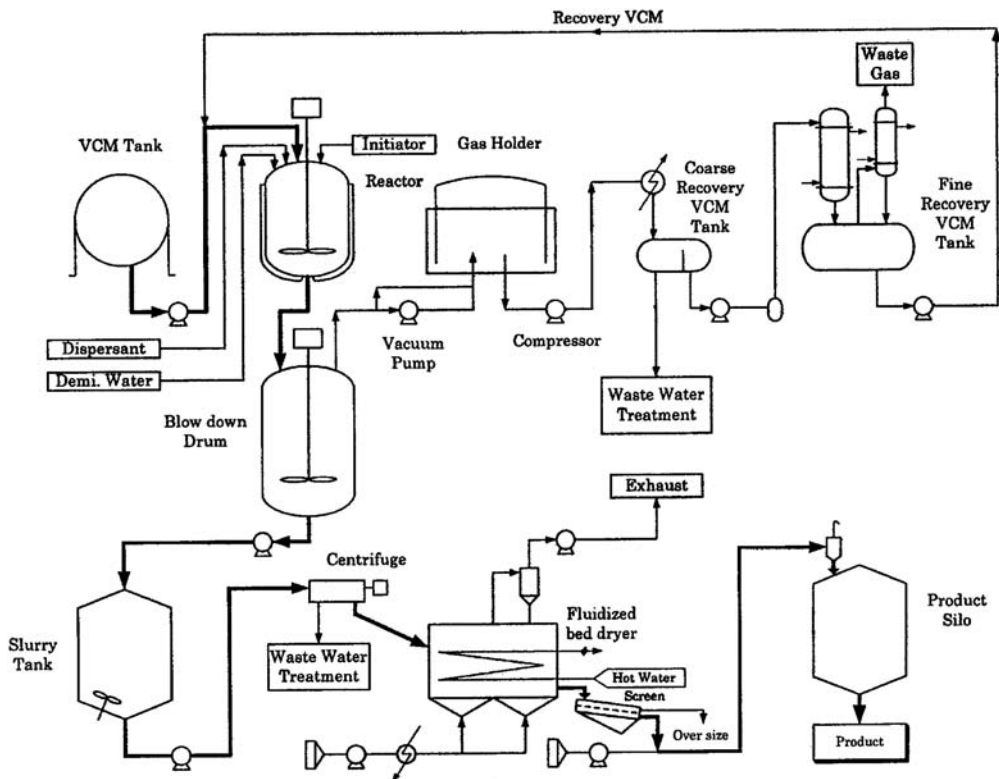 Recovery VCM
Waste
Gas
VCM Tank
Initiator
Gas Holder
Reactor
Coarse
Recovery
VCM
Tank
Fine
Recovery
VCM
Tank
Dispersant
Demi. Water
Vacuum
Pump
Compressor
Waste Water
Treatment
Blow down
Drum
Exhaust
Centrifuge
Fluidized
bed dryer
Product
Silo
Slurry
Tank
Waste Water
Treatment
Hot Water
Screen
Over size
Product